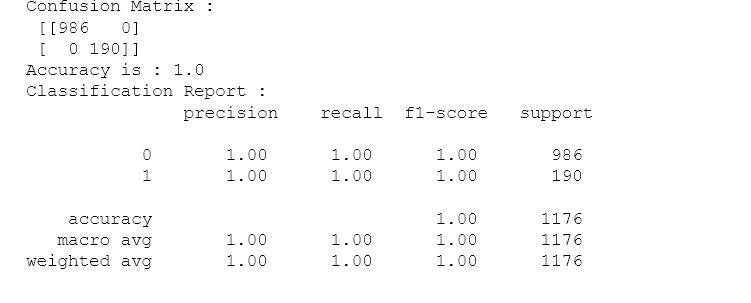 Confusion Matrix :
[[986   0]
[  0 190]]
Accuracy is : 1.0
Classification Report :
precision    recall  f1-score   support
0       1.00      1.00      1.00       986
1       1.00      1.00      1.00       190
accuracy                           1.00      1176
macro avg       1.00      1.00      1.00      1176
weighted avg       1.00      1.00      1.00      1176